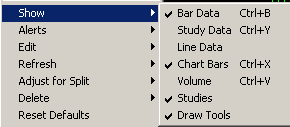 Show
Alerts
Edit
Refresh
Adjust for Split
Delete
Reset Defaults
Bar Data Ctrl+B
Study Data Ctrl+Y
Line Data
Chart Bars Ctrl+X
Volume Ctrl+V
Studies
Draw Tools